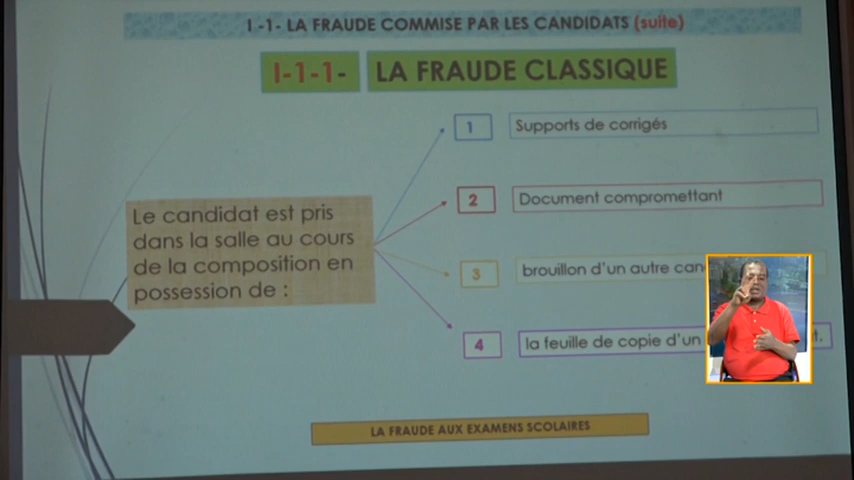 I -1- LA FRAUDE COMMISE PAR LES CANDIDATS (suite)
I-1-1- LA FRAUDE CLASSIQUE
Le candidat est pris
dans la salle au cours
de la composition en
possession de :
1 Supports de corrigés
2 Document compromettant
3 brouillon d'un autre can
4 la feuille de copie d'un t.
LA FRAUDE AUX EXAMENS SCOLAIRES